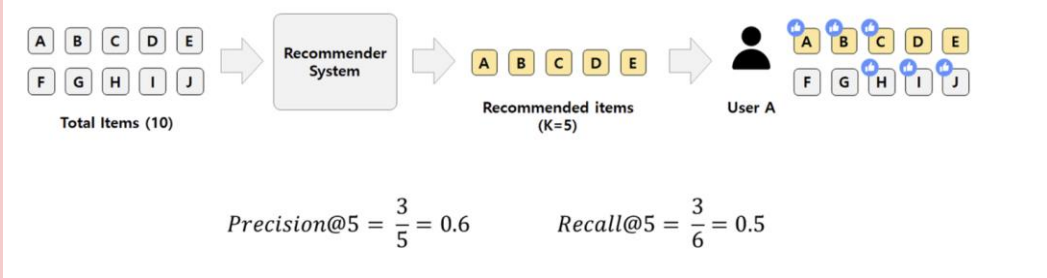 A B C D E
F G H I J
Total Items (10)
Recommender
System
A B C D E
Recommended items
(K=5)
User A
A B C D E
F G H I J
Precision@5 = 3/5 = 0.6
Recall@5 = 3/6 = 0.5